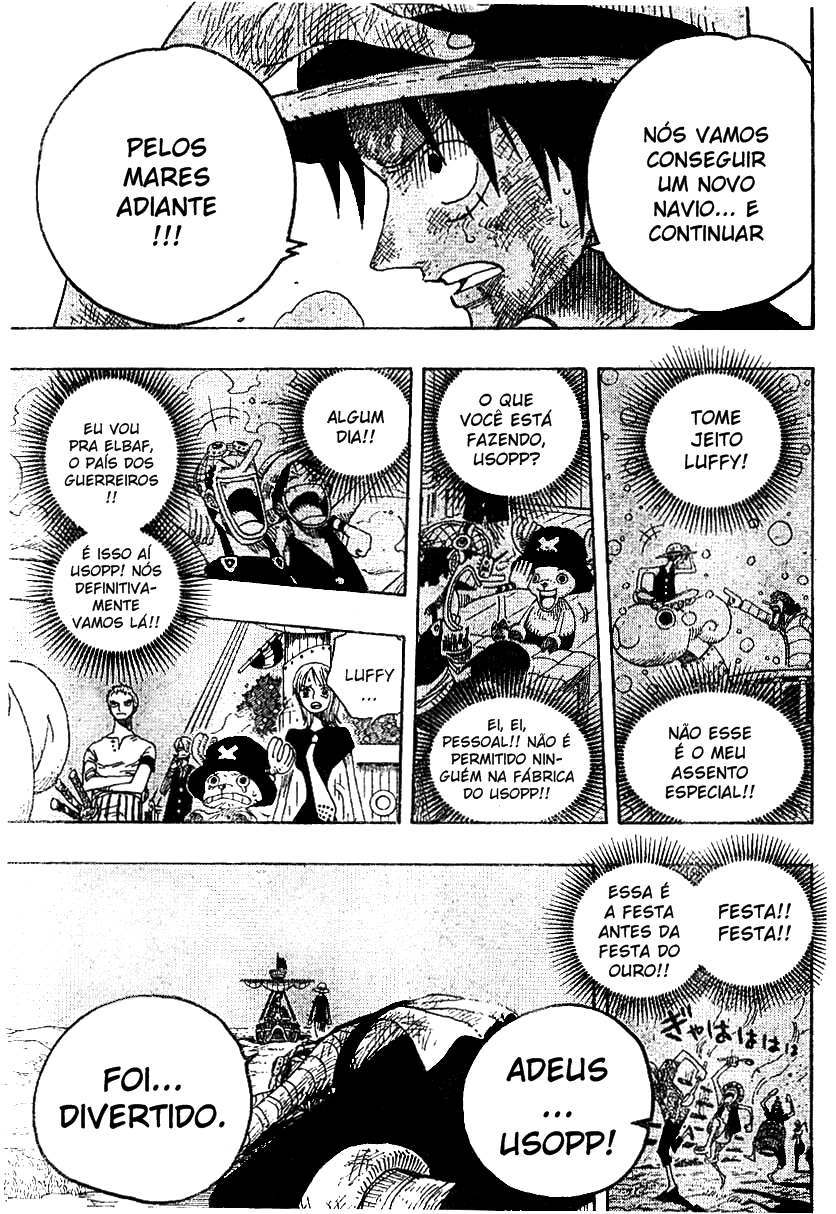 NÓS VAMOS
CONSEGUIR
UM NOVO
NAVIO... E
CONTINUAR
PELOS
MARES
ADIANTE
!!!
TOME
JEITO
LUFFY!
NÃO ESSE
É O MEU
ASSENTO
ESPECIAL!!
O QUE
VOCÊ ESTÁ
FAZENDO,
USOPP?
EI, EI,
PESSOAL!! NÃO É
PERMITIDO NIN-
GUÉM NA FÁBRICA
DO USOPP!!
ALGUM
DIA!!
EU VOU
PRA ELBAF,
O PAÍS DOS
GUERREIROS
!!
É ISSO AÍ
USOPP! NÓS
DEFINITIVA-
MENTE
VAMOS LÁ!!
LUFFY
...
FESTA!!
FESTA!!
ESSA É
A FESTA
ANTES DA
FESTA DO
OURO!!
ぎゃははははは
ADEUS
...
USOPP!
FOI...
DIVERTIDO.